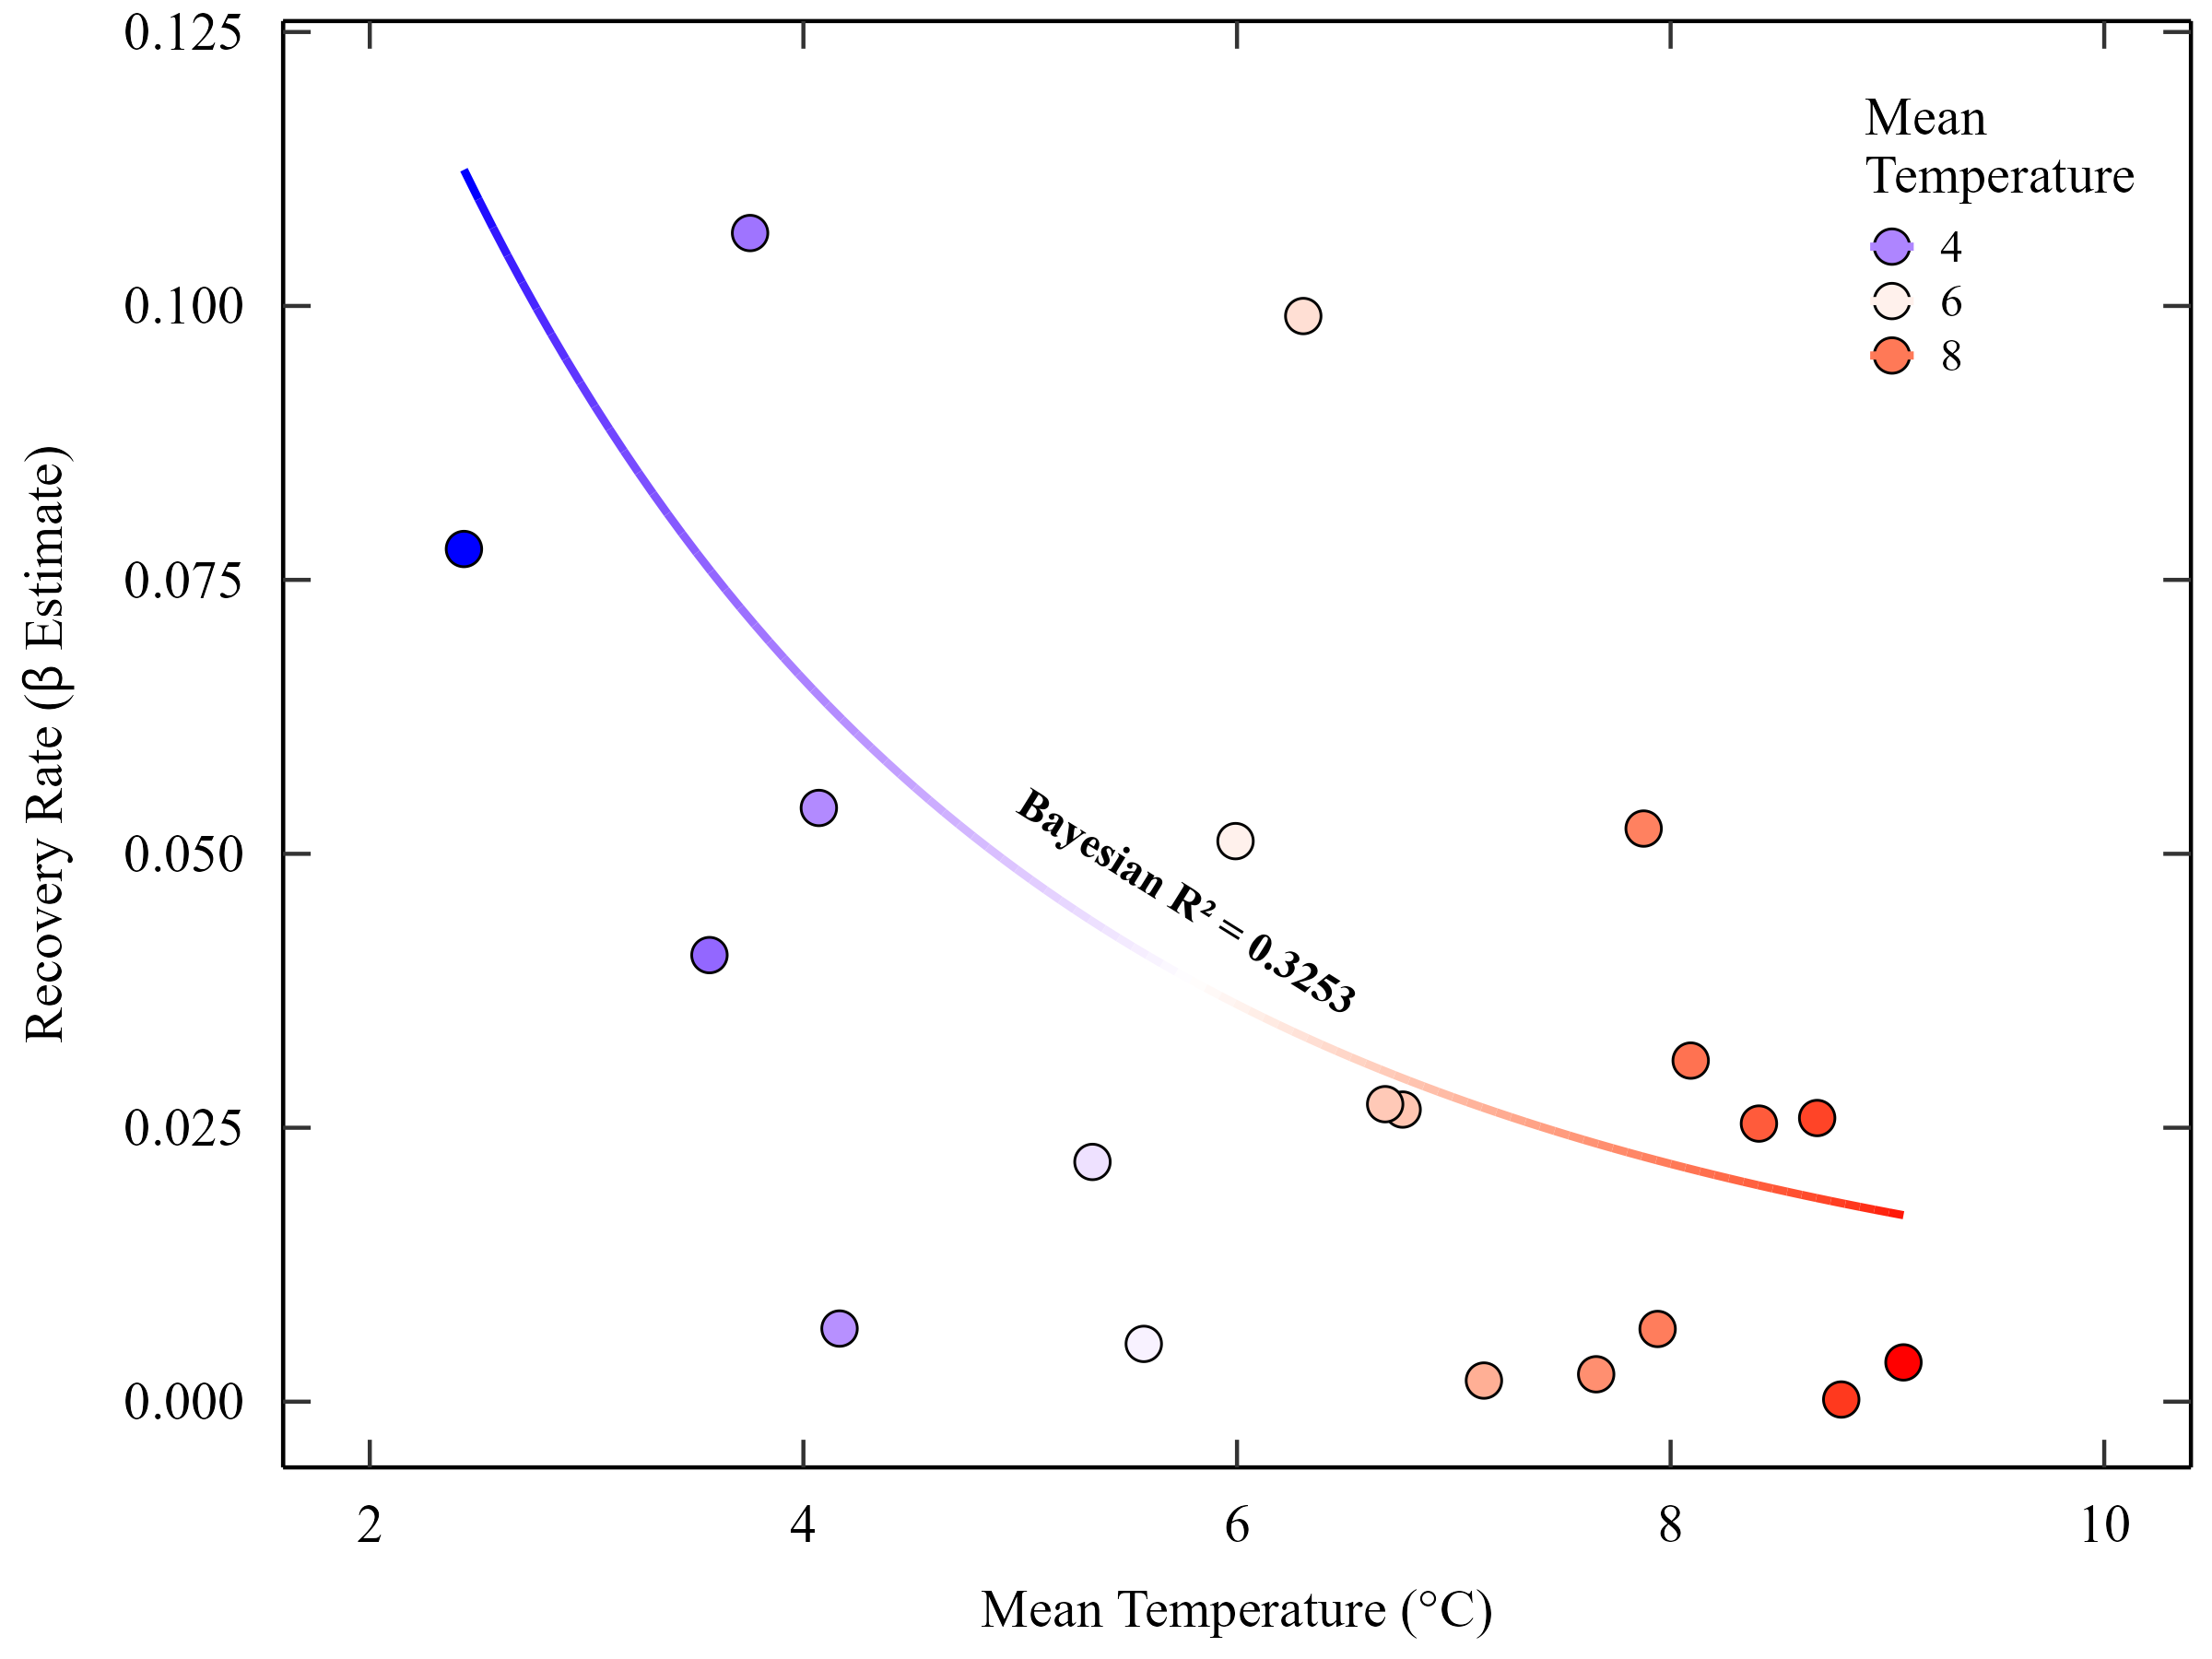 0.125
0.100
0.075
0.050
0.025
0.000
Recovery Rate (β Estimate)
Mean
Temperature
4
6
8
Bayesian R² = 0.3253
2
4
6
8
10
Mean Temperature (°C)